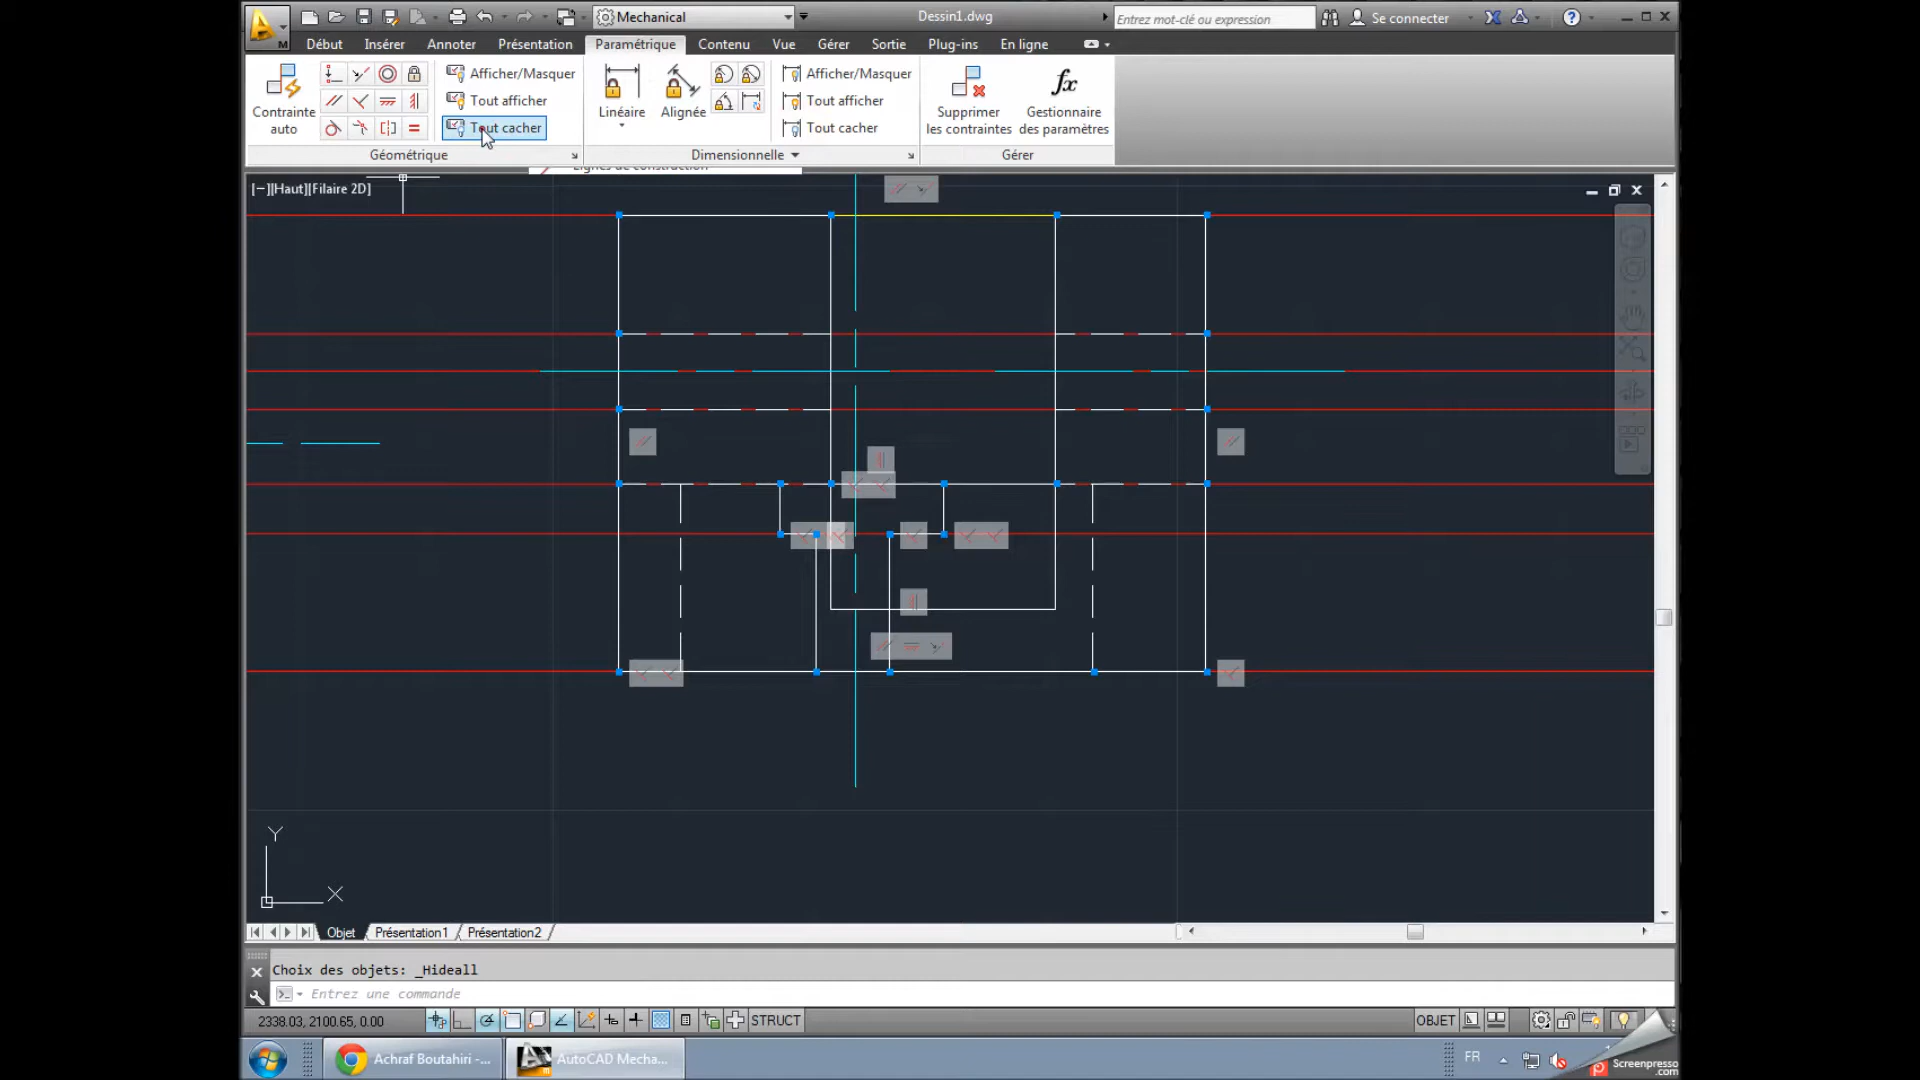 Mechanical
Dessin1.dwg
Entrez mot-clé ou expression
Se connecter
Début
Insérer
Annoter
Présentation
Paramétrique
Contenu
Vue
Gérer
Sortie
Plug-ins
En ligne
Contrainte
auto
Afficher/Masquer
Tout afficher
Tout cacher
Géométrique
Linéaire
Alignée
Afficher/Masquer
Tout afficher
Tout cacher
Dimensionnelle
Supprimer
les contraintes
fx
Gestionnaire
des paramètres
Gérer
[−][Haut][Filaire 2D]
Y
X
Objet
Présentation1
Présentation2
Choix des objets: _Hideall
Entrez une commande
2338.03, 2100.65, 0.00
STRUCT
OBJET
Achraf Boutahiri -...
AutoCAD Mecha...
FR
Screenpresso
.com